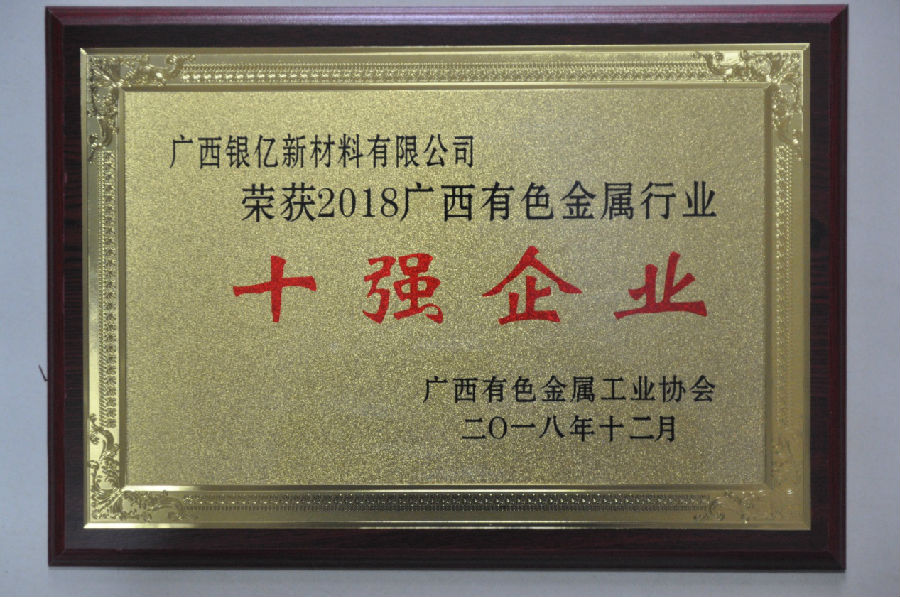 广西银亿新材料有限公司
荣获2018广西有色金属行业
十强企业
广西有色金属工业协会
二〇一八年十二月